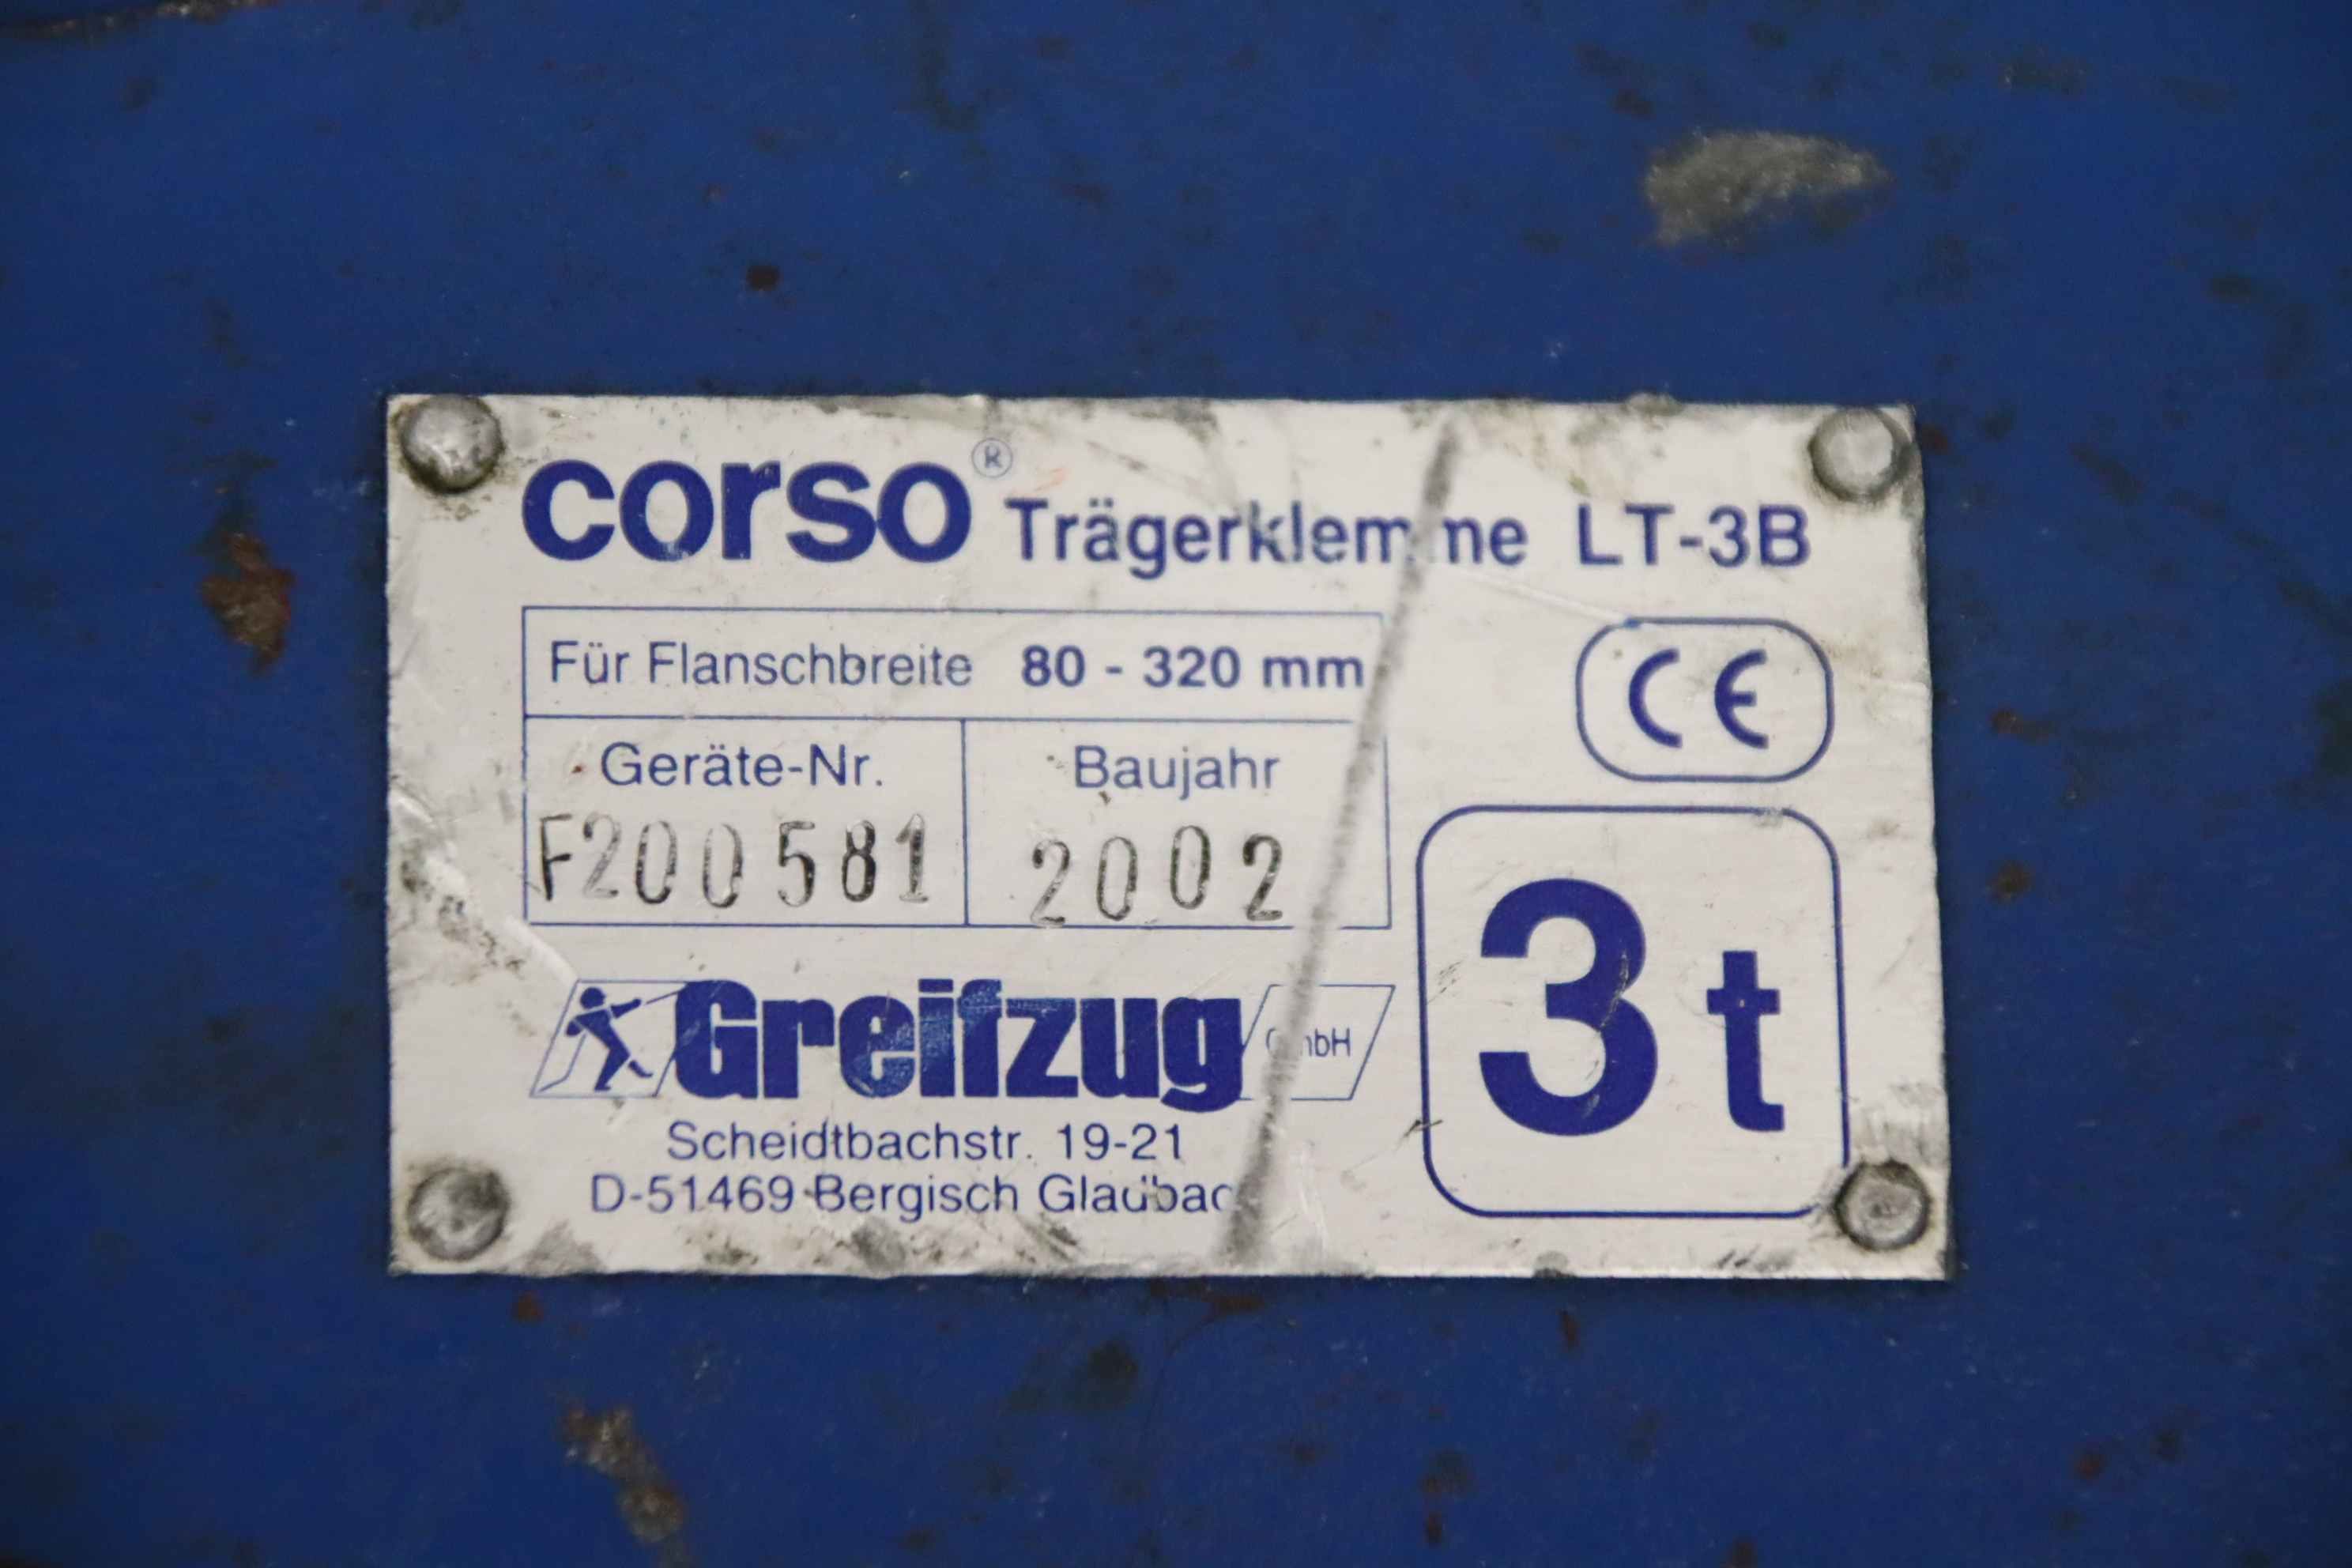 corso® Trägerklemme LT-3B
Für Flanschbreite 80 - 320 mm
CE
Geräte-Nr. Baujahr
F200581 2002
3 t
Greifzug GmbH
Scheidtbachstr. 19-21
D-51469 Bergisch Gladbac